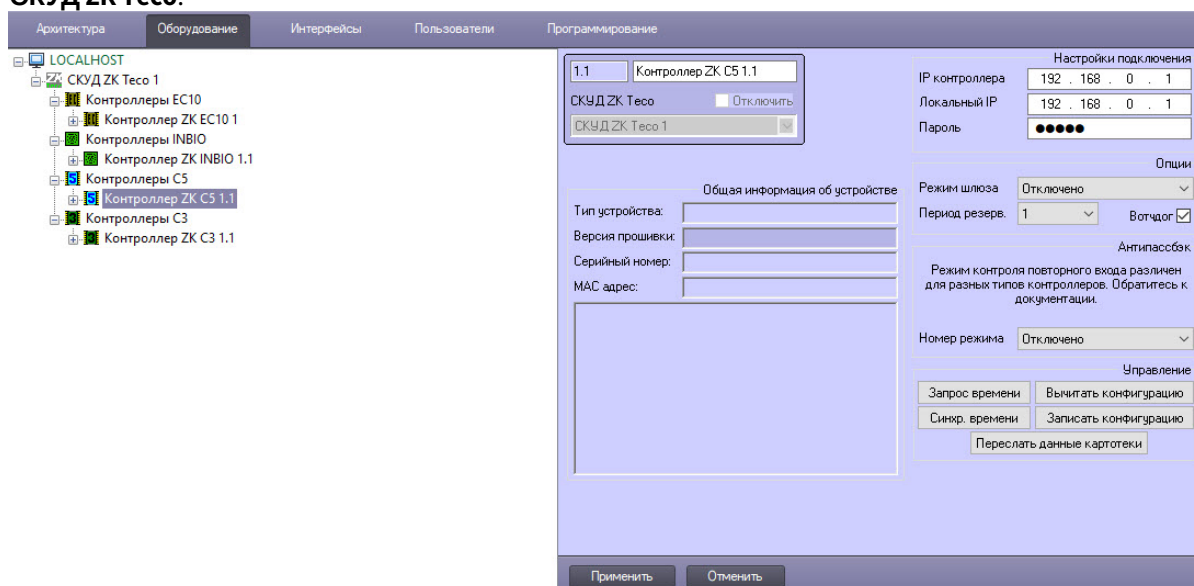 СКУД ZK Teco.
Архитектура Оборудование Интерфейсы Пользователи Программирование
LOCALHOST
СКУД ZK Teco 1
Контроллеры EC10
Контроллер ZK EC10 1
Контроллеры INBIO
Контроллер ZK INBIO 1.1
Контроллеры C5
Контроллер ZK C5 1.1
Контроллеры C3
Контроллер ZK C3 1.1
1.1 Контроллер ZK C5 1.1
СКУД ZK Teco Отключить
СКУД ZK Teco 1
Общая информация об устройстве
Тип устройства:
Версия прошивки:
Серийный номер:
MAC адрес:
Настройки подключения
IP контроллера 192 . 168 . 0 . 1
Локальный IP 192 . 168 . 0 . 1
Пароль ●●●●●
Опции
Режим шлюза Отключено
Период резерв. 1 Вотчдог
Антипассбэк
Режим контроля повторного входа различен
для разных типов контроллеров. Обратитесь к
документации.
Номер режима Отключено
Управление
Запрос времени Вычитать конфигурацию
Синхр. времени Записать конфигурацию
Переслать данные картотеки
Применить Отменить